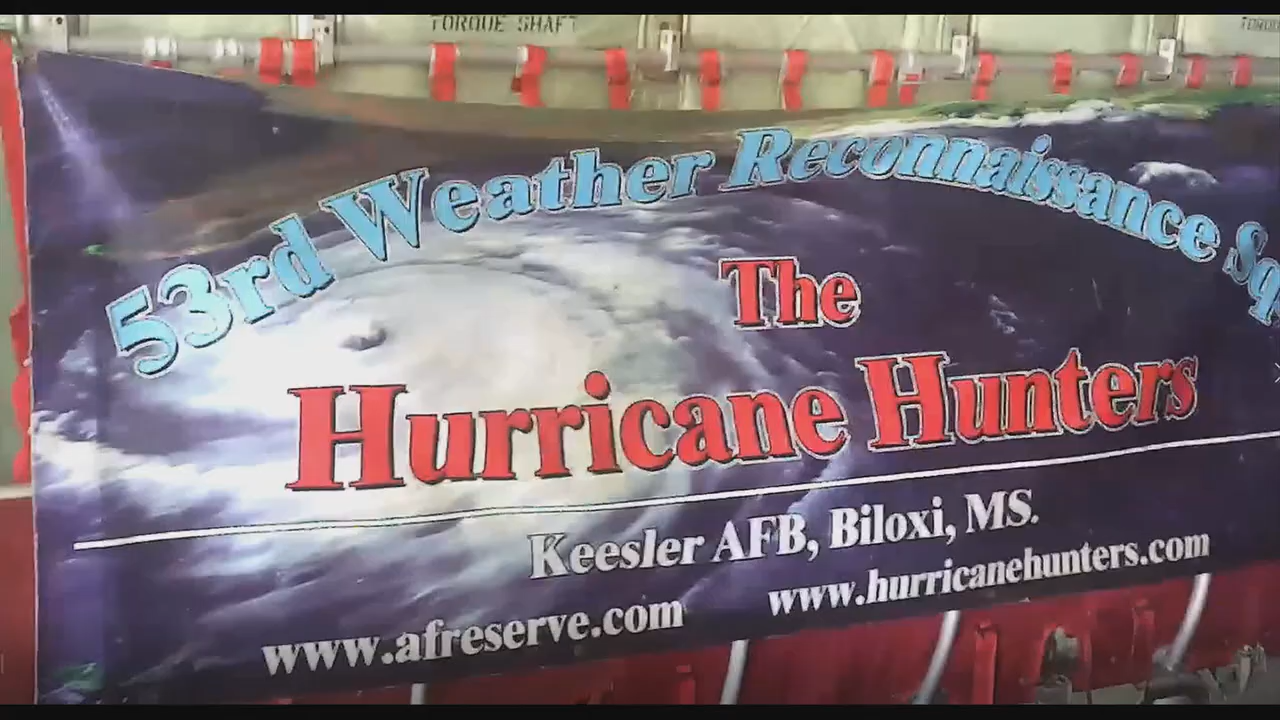 TORQUE SHAFT
53rd Weather Reconnaissance Sq
The
Hurricane Hunters
Keesler AFB, Biloxi, MS.
www.afreserve.com
www.hurricanehunters.com